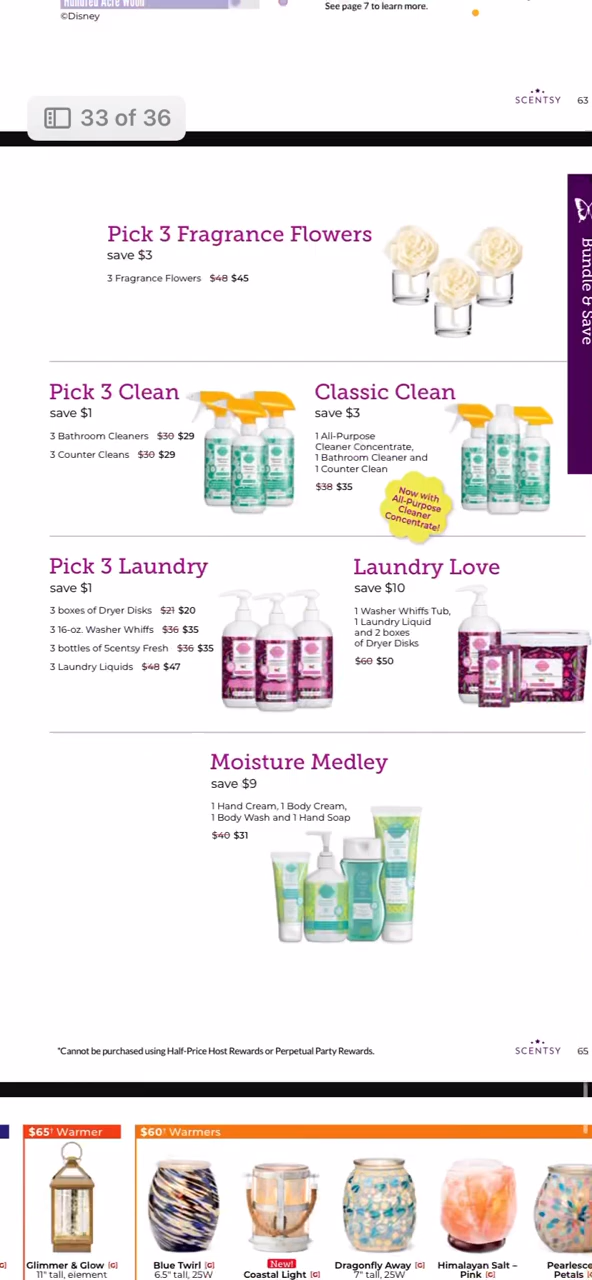 Hundred Acre Wood
©Disney
See page 7 to learn more.
SCENTSY 63
33 of 36
Bundle & Save
Pick 3 Fragrance Flowers
save $3
3 Fragrance Flowers $48 $45
Pick 3 Clean
save $1
3 Bathroom Cleaners $30 $29
3 Counter Cleans $30 $29
Classic Clean
save $3
1 All-Purpose
Cleaner Concentrate,
1 Bathroom Cleaner and
1 Counter Clean
$38 $35
Now with
All-Purpose
Cleaner
Concentrate!
Pick 3 Laundry
save $1
3 boxes of Dryer Disks $21 $20
3 16-oz. Washer Whiffs $36 $35
3 bottles of Scentsy Fresh $36 $35
3 Laundry Liquids $48 $47
Laundry Love
save $10
1 Washer Whiffs Tub,
1 Laundry Liquid
and 2 boxes
of Dryer Disks
$60 $50
Moisture Medley
save $9
1 Hand Cream, 1 Body Cream,
1 Body Wash and 1 Hand Soap
$40 $31
*Cannot be purchased using Half-Price Host Rewards or Perpetual Party Rewards.
SCENTSY 65
$65† Warmer
$60† Warmers
Glimmer & Glow [G]
11" tall, element
Blue Twirl [G]
6.5" tall, 25W
New!
Coastal Light [G]
Dragonfly Away [G]
7" tall, 25W
Himalayan Salt –
Pink [G]
Pearlesc
Petals [G]